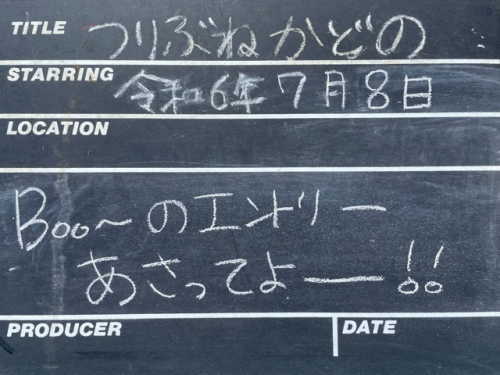 TITLE つりぶねかどの
STARRING 令和6年7月8日
LOCATION
Boo〜のエントリー
あさってよー!!
PRODUCER DATE